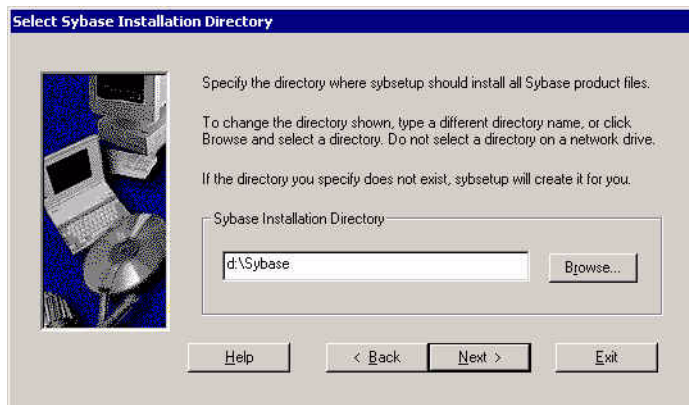 Select Sybase Installation Directory
Specify the directory where sybsetup should install all Sybase product files.
To change the directory shown, type a different directory name, or click
Browse and select a directory. Do not select a directory on a network drive.
If the directory you specify does not exist, sybsetup will create it for you.
Sybase Installation Directory
d:\Sybase
Browse...
Help
< Back
Next >
Exit